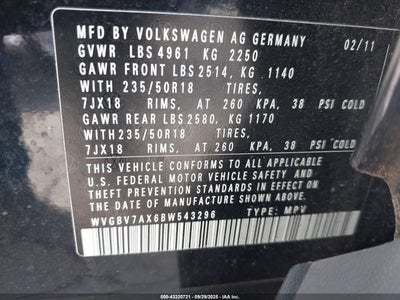 MFD BY VOLKSWAGEN AG GERMANY
GVWR LBS 4961 KG 2250 02/11
GAWR FRONT LBS 2514, KG 1140
WITH 235/50R18 TIRES,
7JX18 RIMS, AT 260 KPA, 38 PSI COLD
GAWR REAR LBS 2580, KG 1170
WITH 235/50R18 TIRES,
7JX18 RIMS, AT 260 KPA, 38 PSI COLD
THIS VEHICLE CONFORMS TO ALL APPLICABLE
U.S. FEDERAL MOTOR VEHICLE SAFETY AND
THEFT PREVENTION STANDARDS IN EFFECT ON THE
DATE OF MANUFACTURE SHOWN ABOVE.
WVGBV7AX6BW543296 TYPE: MPV
000-43320721 - 09/29/2025 - IAAI.COM